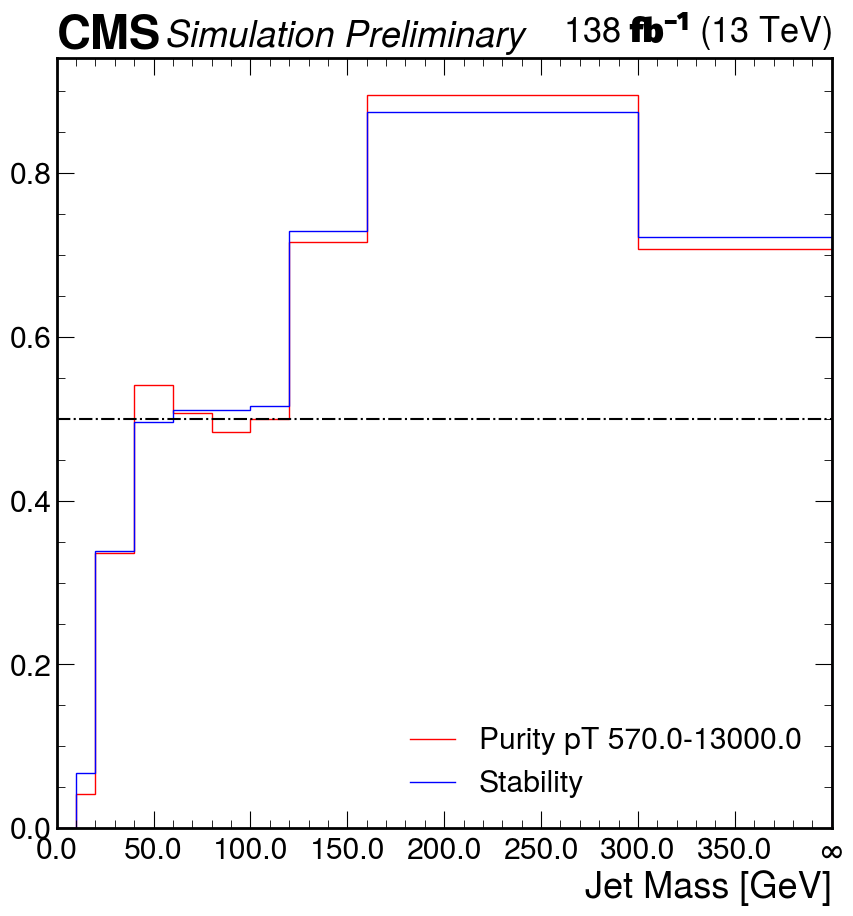 CMS Simulation Preliminary 138 fb⁻¹ (13 TeV)
0.8
0.6
0.4
0.2
0.0
Purity pT 570.0-13000.0
Stability
0.0 50.0 100.0 150.0 200.0 250.0 300.0 350.0 ∞
Jet Mass [GeV]